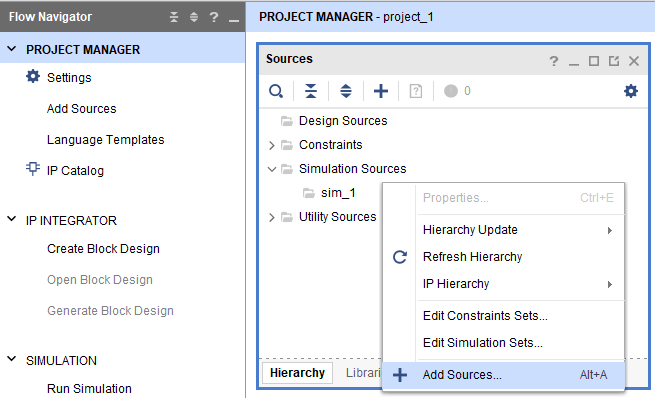 Flow Navigator
PROJECT MANAGER
Settings
Add Sources
Language Templates
IP Catalog
IP INTEGRATOR
Create Block Design
Open Block Design
Generate Block Design
SIMULATION
Run Simulation
PROJECT MANAGER - project_1
Sources
0
Design Sources
Constraints
Simulation Sources
sim_1
Utility Sources
Hierarchy Librari
Properties... Ctrl+E
Hierarchy Update
Refresh Hierarchy
IP Hierarchy
Edit Constraints Sets...
Edit Simulation Sets...
Add Sources... Alt+A